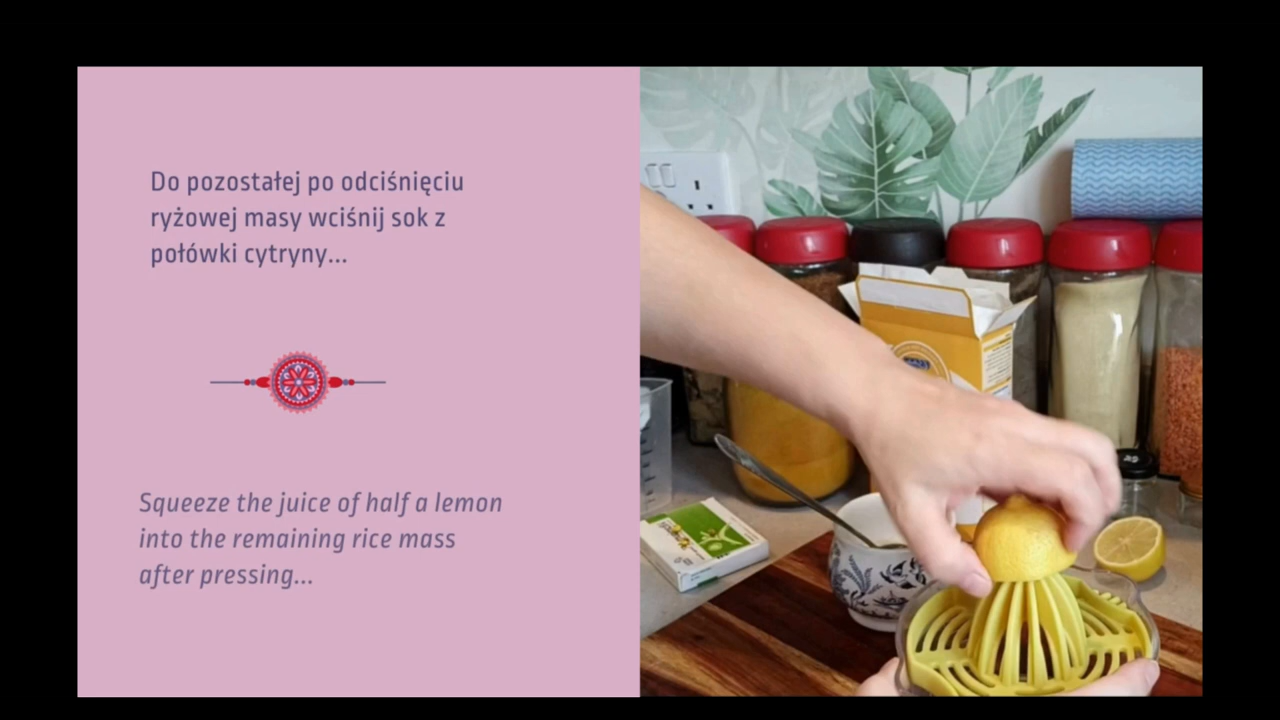 Do pozostałej po odciśnięciu
ryżowej masy wciśnij sok z
połówki cytryny...
Squeeze the juice of half a lemon
into the remaining rice mass
after pressing...